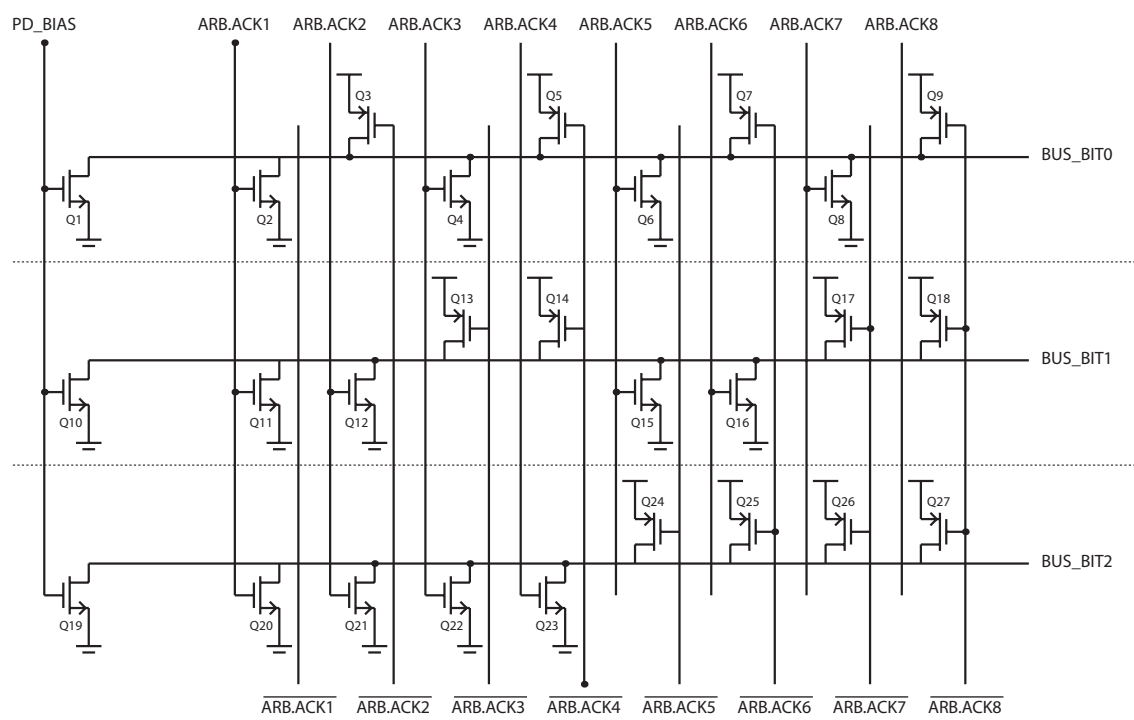 PD_BIAS ARB.ACK1 ARB.ACK2 ARB.ACK3 ARB.ACK4 ARB.ACK5 ARB.ACK6 ARB.ACK7 ARB.ACK8
Q3 Q5 Q7 Q9
BUS_BIT0
Q1 Q2 Q4 Q6 Q8
Q13 Q14 Q17 Q18
BUS_BIT1
Q10 Q11 Q12 Q15 Q16
Q24 Q25 Q26 Q27
BUS_BIT2
Q19 Q20 Q21 Q22 Q23
ARB.ACK1 ARB.ACK2 ARB.ACK3 ARB.ACK4 ARB.ACK5 ARB.ACK6 ARB.ACK7 ARB.ACK8